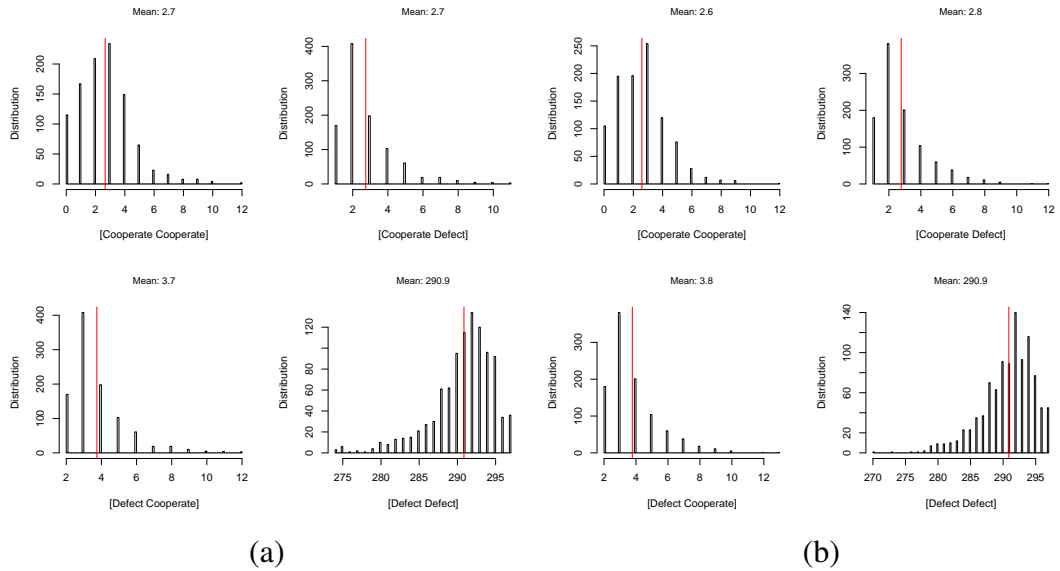 Mean: 2.7
Distribution
0 50 100 150 200
0 2 4 6 8 10 12
[Cooperate Cooperate]
Mean: 2.7
Distribution
0 100 200 300 400
2 4 6 8 10
[Cooperate Defect]
Mean: 2.6
Distribution
0 50 100 150 200 250
0 2 4 6 8 10 12
[Cooperate Cooperate]
Mean: 2.8
Distribution
0 100 200 300
2 4 6 8 10 12
[Cooperate Defect]
Mean: 3.7
Distribution
0 100 200 300 400
2 4 6 8 10 12
[Defect Cooperate]
Mean: 290.9
Distribution
0 20 40 60 80 100 120
275 280 285 290 295
[Defect Defect]
Mean: 3.8
Distribution
0 100 200 300
2 4 6 8 10 12
[Defect Cooperate]
Mean: 290.9
Distribution
0 20 40 60 80 100 140
270 275 280 285 290 295
[Defect Defect]
(a)
(b)